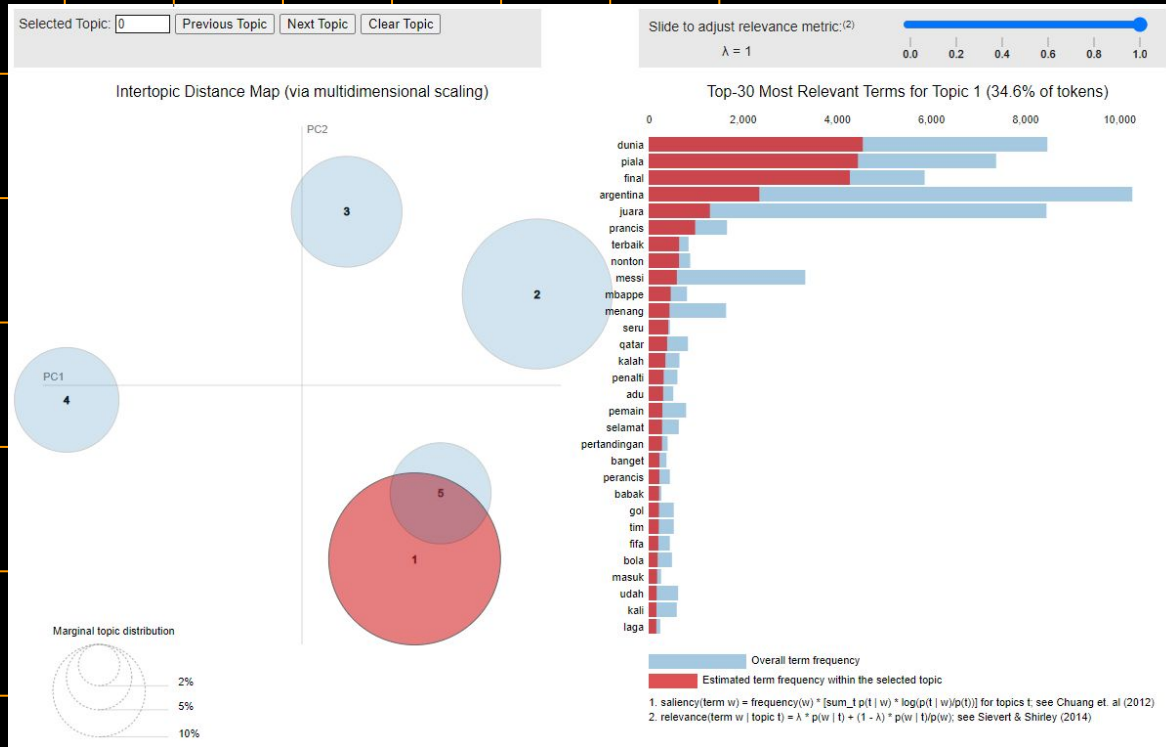 Selected Topic: 0 Previous Topic Next Topic Clear Topic
Slide to adjust relevance metric:(2)
λ = 1
0.0 0.2 0.4 0.6 0.8 1.0
Intertopic Distance Map (via multidimensional scaling)
PC2
3
2
PC1
4
5
1
Marginal topic distribution
2%
5%
10%
Top-30 Most Relevant Terms for Topic 1 (34.6% of tokens)
0 2,000 4,000 6,000 8,000 10,000
dunia
piala
final
argentina
juara
prancis
terbaik
nonton
messi
mbappe
menang
seru
qatar
kalah
penalti
adu
pemain
selamat
pertandingan
banget
perancis
babak
gol
tim
fifa
bola
masuk
udah
kali
laga
Overall term frequency
Estimated term frequency within the selected topic
1. saliency(term w) = frequency(w) * [sum_t p(t | w) * log(p(t | w)/p(t))] for topics t; see Chuang et. al (2012)
2. relevance(term w | topic t) = λ * p(w | t) + (1 - λ) * p(w | t)/p(w); see Sievert & Shirley (2014)